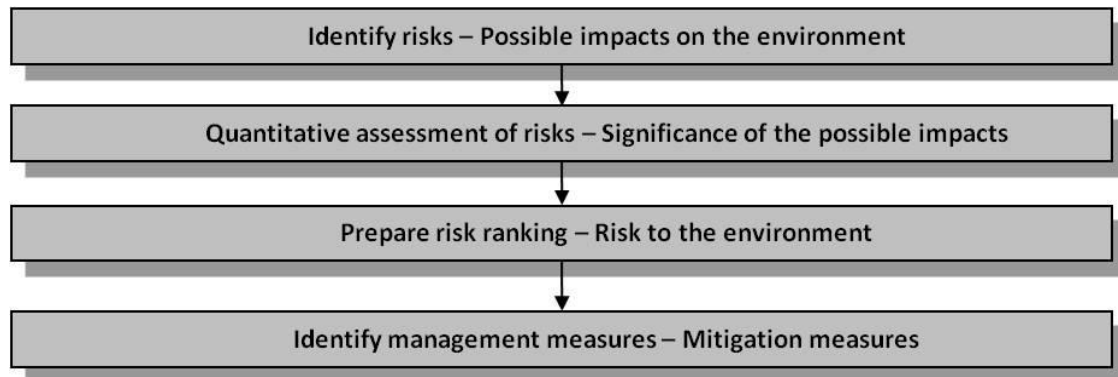 Identify risks – Possible impacts on the environment
Quantitative assessment of risks – Significance of the possible impacts
Prepare risk ranking – Risk to the environment
Identify management measures – Mitigation measures